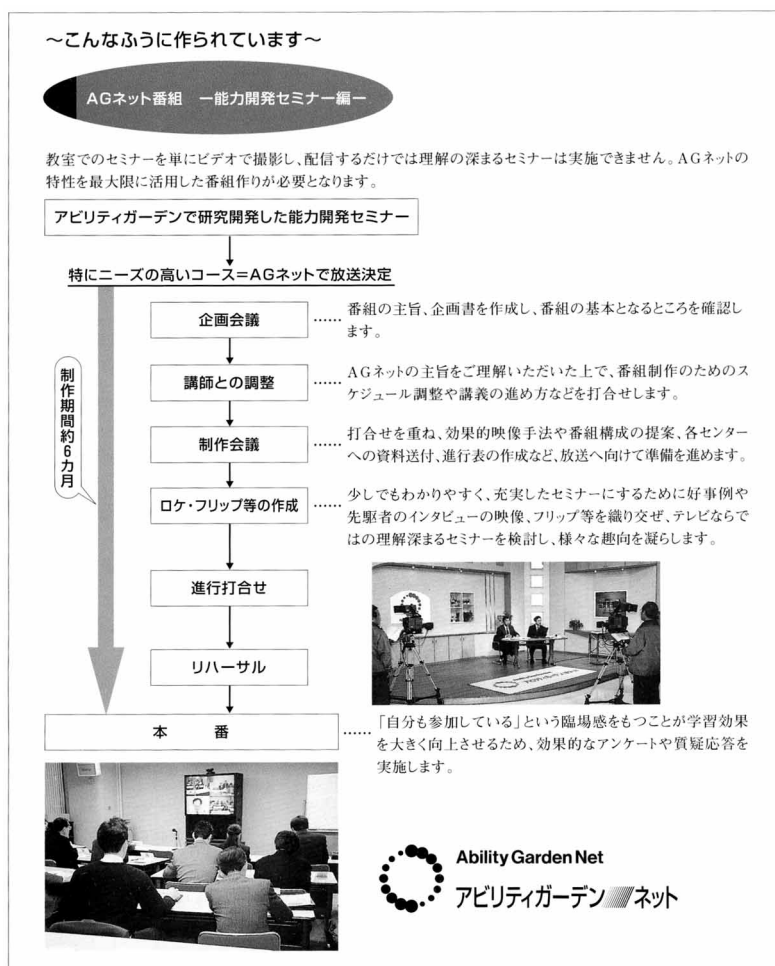 ～こんなふうに作られています～
AGネット番組　―能力開発セミナー編―
教室でのセミナーを単にビデオで撮影し、配信するだけでは理解の深まるセミナーは実施できません。AGネットの
特性を最大限に活用した番組作りが必要となります。
アビリティガーデンで研究開発した能力開発セミナー
特にニーズの高いコース＝AGネットで放送決定
制作期間約6カ月
企画会議
……番組の主旨、企画書を作成し、番組の基本となるところを確認し
ます。
講師との調整
……AGネットの主旨をご理解いただいた上で、番組制作のためのス
ケジュール調整や講義の進め方などを打合せします。
制作会議
……打合せを重ね、効果的映像手法や番組構成の提案、各センター
への資料送付、進行表の作成など、放送へ向けて準備を進めます。
ロケ・フリップ等の作成
……少しでもわかりやすく、充実したセミナーにするために好事例や
先駆者のインタビューの映像、フリップ等を織り交ぜ、テレビならで
はの理解深まるセミナーを検討し、様々な趣向を凝らします。
進行打合せ
リハーサル
本　　番
……「自分も参加している」という臨場感をもつことが学習効果
を大きく向上させるため、効果的なアンケートや質疑応答を
実施します。
Ability Garden Net
アビリティガーデン ネット